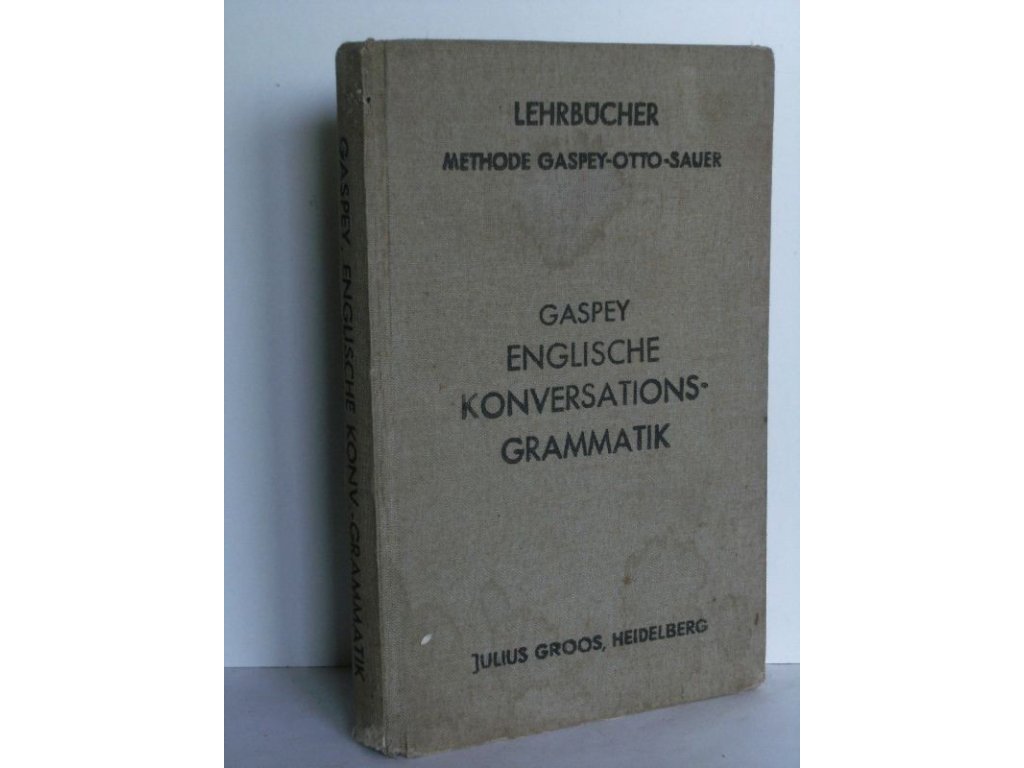 LEHRBÜCHER
METHODE GASPEY-OTTO-SAUER
GASPEY
ENGLISCHE
KONVERSATIONS-
GRAMMATIK
JULIUS GROOS, HEIDELBERG
GASPEY, ENGLISCHE KONV.-GRAMMATIK